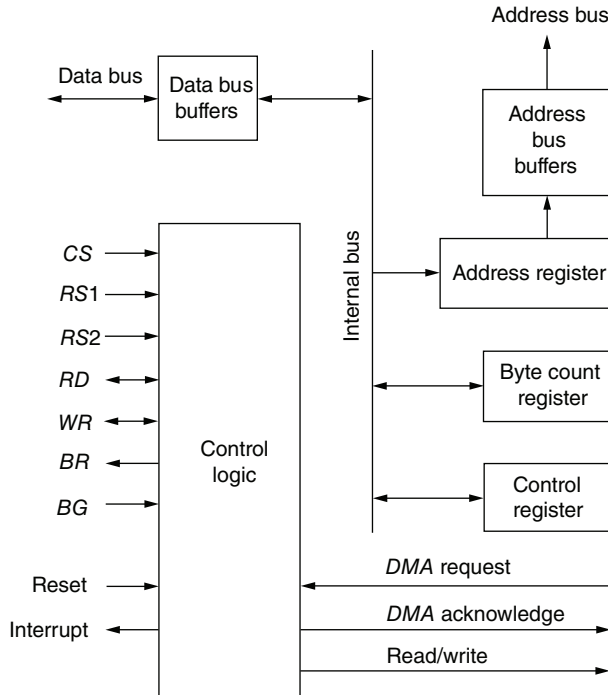 Address bus
Data bus
Data bus
buffers
Address
bus
buffers
Internal bus
Address register
CS
RS1
RS2
RD
WR
BR
BG
Reset
Interrupt
Control
logic
Byte count
register
Control
register
DMA request
DMA acknowledge
Read/write